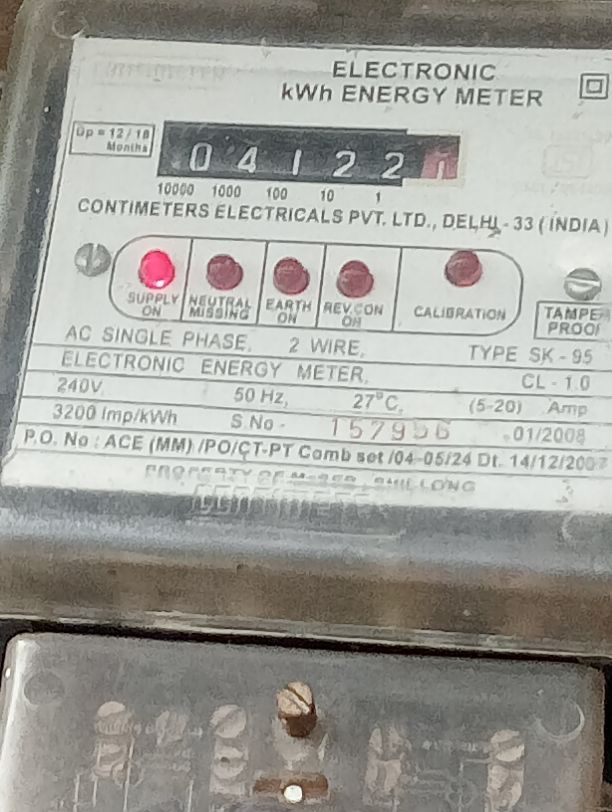 ELECTRONIC
kWh ENERGY METER
Gp = 12/18
Months
0 4 1 2 2 1
10000 1000 100 10 1
CONTIMETERS ELECTRICALS PVT. LTD., DELHI - 33 (INDIA)
SUPPLY ON NEUTRAL MISSING EARTH ON REV.CON ON CALIBRATION
TAMPER PROOF
AC SINGLE PHASE, 2 WIRE, TYPE SK - 95
ELECTRONIC ENERGY METER, CL - 1.0
240V 50 Hz, 27°C, (5-20) Amp
3200 Imp/kWh S.No - 157956 01/2008
P.O. No : ACE (MM) /PO/CT-PT Comb set /04-05/24 Dt. 14/12/2007
PROPERTY OF SHILLONG